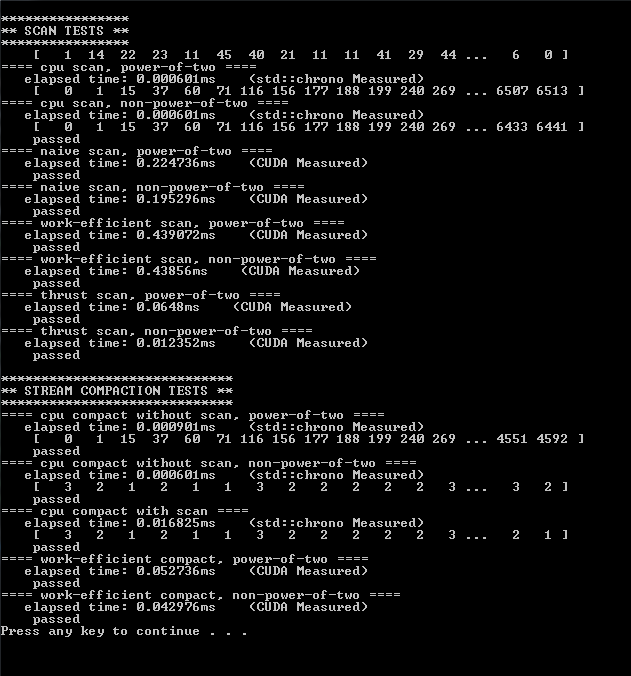 ****************
** SCAN TESTS **
****************
    [   1  14  22  23  11  45  40  21  11  11  41  29  44 ...   6   0 ]
==== cpu scan, power-of-two ====
   elapsed time: 0.000601ms    (std::chrono Measured)
    [   0   1  15  37  60  71 116 156 177 188 199 240 269 ... 6507 6513 ]
==== cpu scan, non-power-of-two ====
   elapsed time: 0.000601ms    (std::chrono Measured)
    [   0   1  15  37  60  71 116 156 177 188 199 240 269 ... 6433 6441 ]
    passed
==== naive scan, power-of-two ====
   elapsed time: 0.224736ms    (CUDA Measured)
    passed
==== naive scan, non-power-of-two ====
   elapsed time: 0.195296ms    (CUDA Measured)
    passed
==== work-efficient scan, power-of-two ====
   elapsed time: 0.439072ms    (CUDA Measured)
    passed
==== work-efficient scan, non-power-of-two ====
   elapsed time: 0.43856ms    (CUDA Measured)
    passed
==== thrust scan, power-of-two ====
   elapsed time: 0.0648ms    (CUDA Measured)
    passed
==== thrust scan, non-power-of-two ====
   elapsed time: 0.012352ms    (CUDA Measured)
    passed

*****************************
** STREAM COMPACTION TESTS **
*****************************
==== cpu compact without scan, power-of-two ====
   elapsed time: 0.000901ms    (std::chrono Measured)
    [   0   1  15  37  60  71 116 156 177 188 199 240 269 ... 4551 4592 ]
    passed
==== cpu compact without scan, non-power-of-two ====
   elapsed time: 0.000601ms    (std::chrono Measured)
    [   3   2   1   2   1   1   3   2   2   2   2   2   3 ...   3   2 ]
    passed
==== cpu compact with scan ====
   elapsed time: 0.016825ms    (std::chrono Measured)
    [   3   2   1   2   1   1   3   2   2   2   2   2   3 ...   2   1 ]
    passed
==== work-efficient compact, power-of-two ====
   elapsed time: 0.052736ms    (CUDA Measured)
    passed
==== work-efficient compact, non-power-of-two ====
   elapsed time: 0.042976ms    (CUDA Measured)
    passed
Press any key to continue . . .